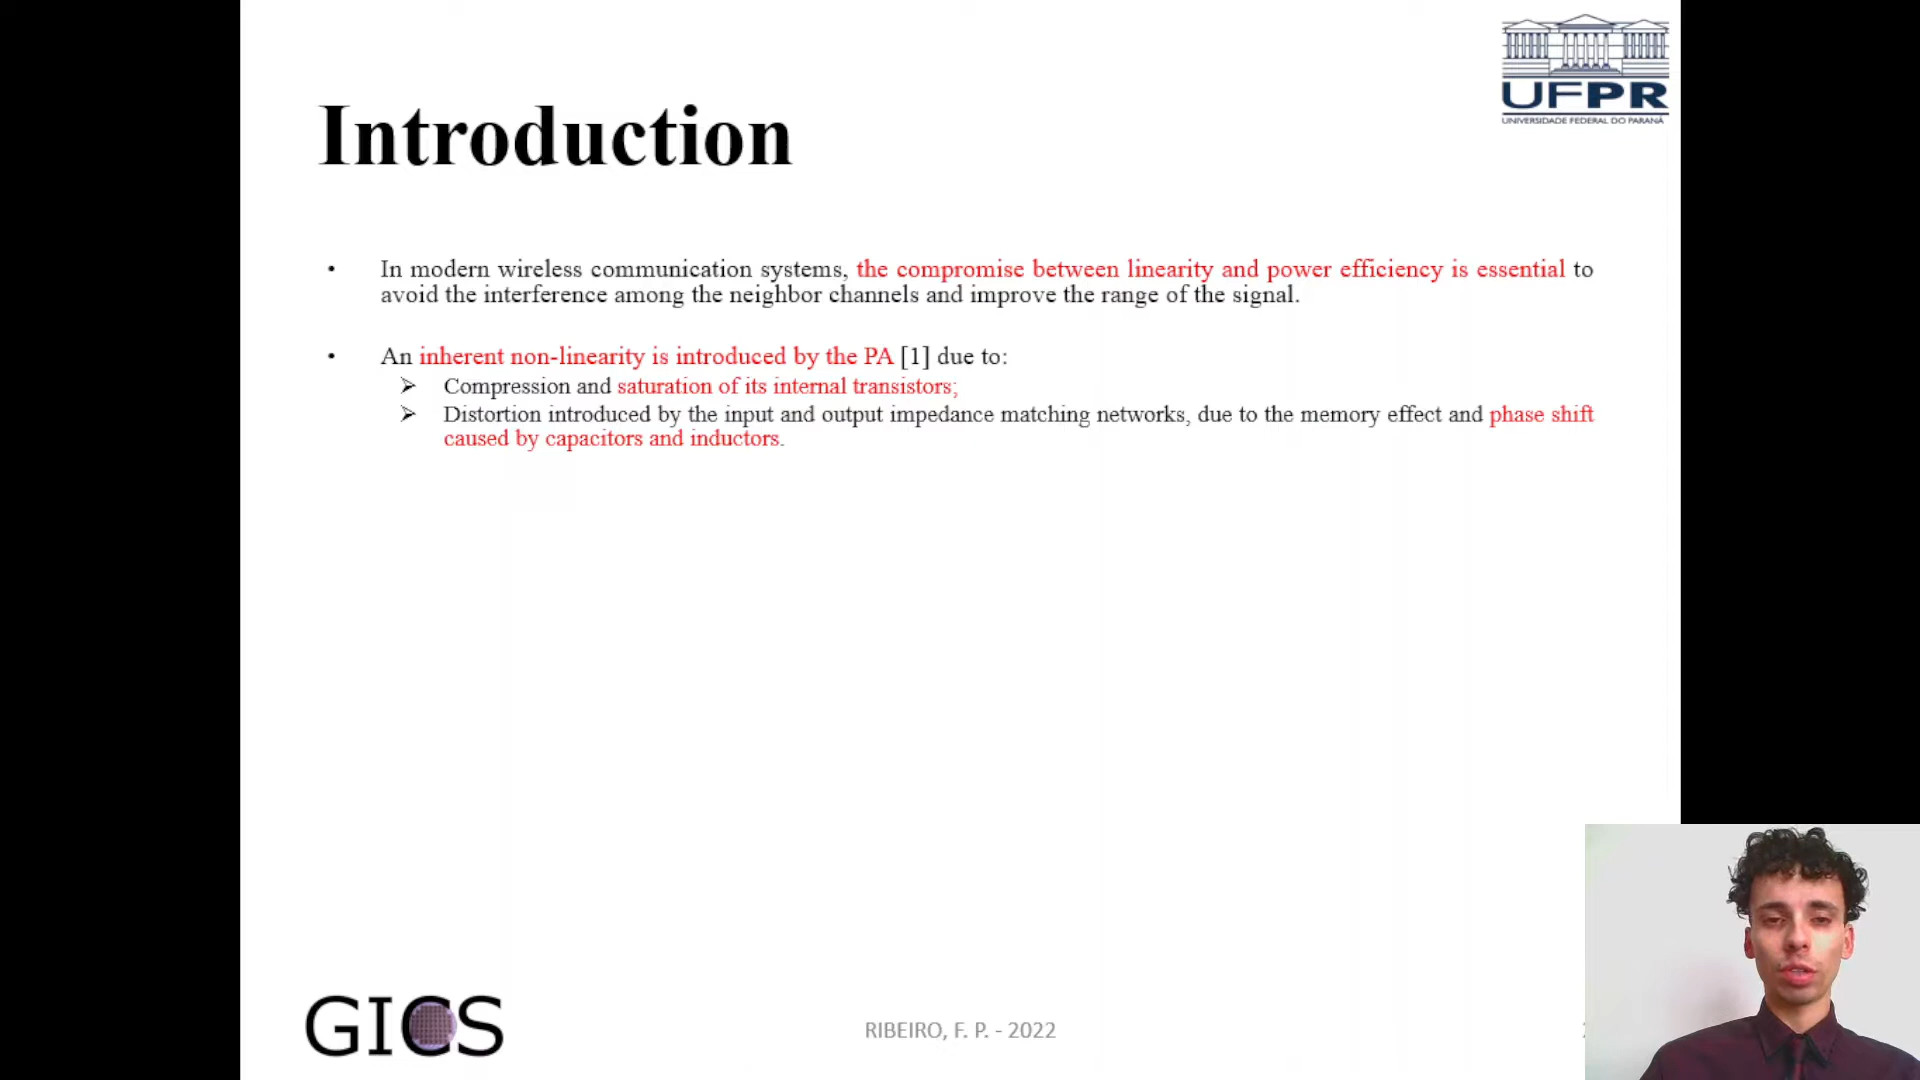 UFPR
UNIVERSIDADE FEDERAL DO PARANÁ
Introduction
• In modern wireless communication systems, the compromise between linearity and power efficiency is essential to
avoid the interference among the neighbor channels and improve the range of the signal.
• An inherent non-linearity is introduced by the PA [1] due to:
➢ Compression and saturation of its internal transistors;
➢ Distortion introduced by the input and output impedance matching networks, due to the memory effect and phase shift
caused by capacitors and inductors.
GICS
RIBEIRO, F. P. - 2022